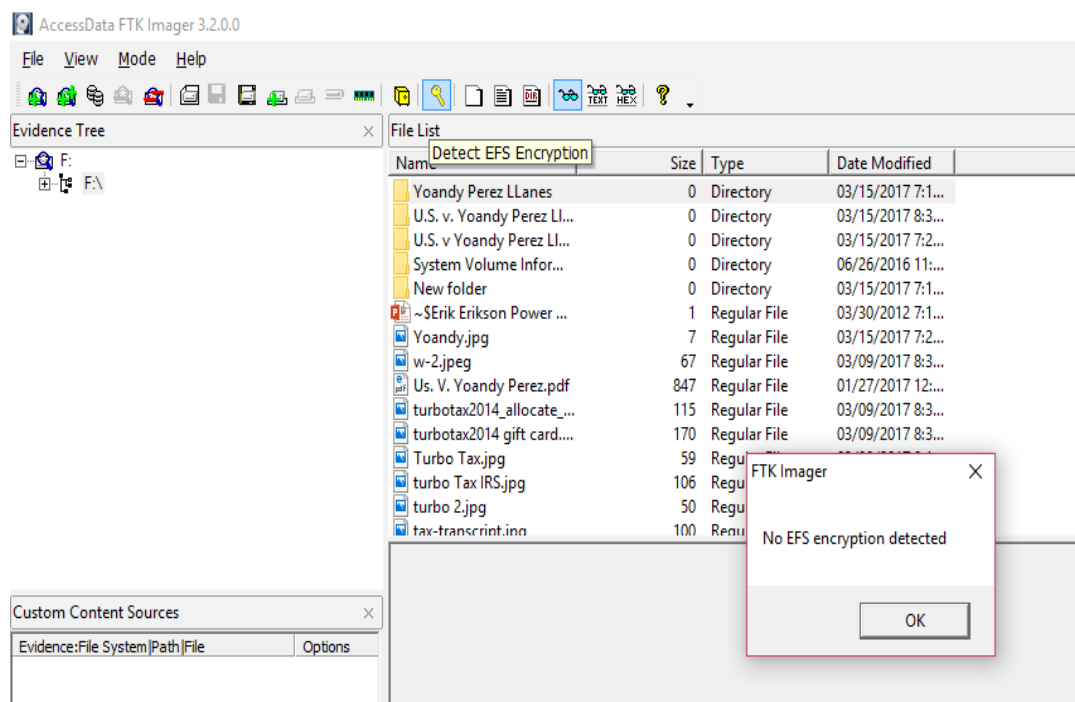 AccessData FTK Imager 3.2.0.0
File View Mode Help
TEXT HEX
Evidence Tree
File List
F:
F:\
Detect EFS Encryption
Name Size Type Date Modified
Yoandy Perez LLanes 0 Directory 03/15/2017 7:1...
U.S. v. Yoandy Perez Ll... 0 Directory 03/15/2017 8:3...
U.S. v Yoandy Perez Ll... 0 Directory 03/15/2017 7:2...
System Volume Infor... 0 Directory 06/26/2016 11:...
New folder 0 Directory 03/15/2017 7:1...
~$Erik Erikson Power ... 1 Regular File 03/30/2012 7:1...
Yoandy.jpg 7 Regular File 03/15/2017 7:2...
w-2.jpeg 67 Regular File 03/09/2017 8:3...
Us. V. Yoandy Perez.pdf 847 Regular File 01/27/2017 12:...
turbotax2014_allocate_... 115 Regular File 03/09/2017 8:3...
turbotax2014 gift card.... 170 Regular File 03/09/2017 8:3...
Turbo Tax.jpg 59 Regu
turbo Tax IRS.jpg 106 Regu
turbo 2.jpg 50 Regu
tax-transcript.jpg 100 Regu
FTK Imager
No EFS encryption detected
OK
Custom Content Sources
Evidence:File System|Path|File Options